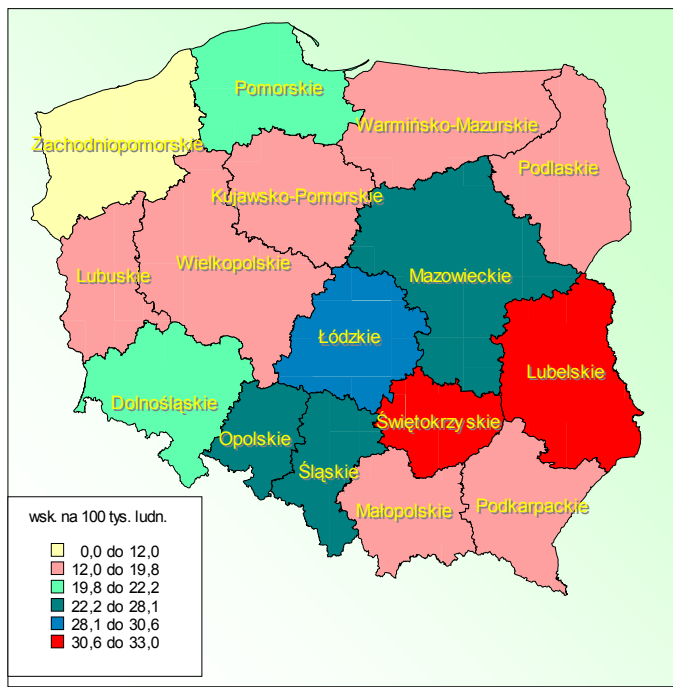 Pomorskie
Warmińsko-Mazurskie
Zachodniopomorskie
Podlaskie
Kujawsko-Pomorskie
Wielkopolskie
Lubuskie
Mazowieckie
Łódzkie
Lubelskie
Dolnośląskie
Świętokrzyskie
Opolskie
Śląskie
Małopolskie
Podkarpackie
wsk. na 100 tys. ludn.
0,0 do 12,0
12,0 do 19,8
19,8 do 22,2
22,2 do 28,1
28,1 do 30,6
30,6 do 33,0